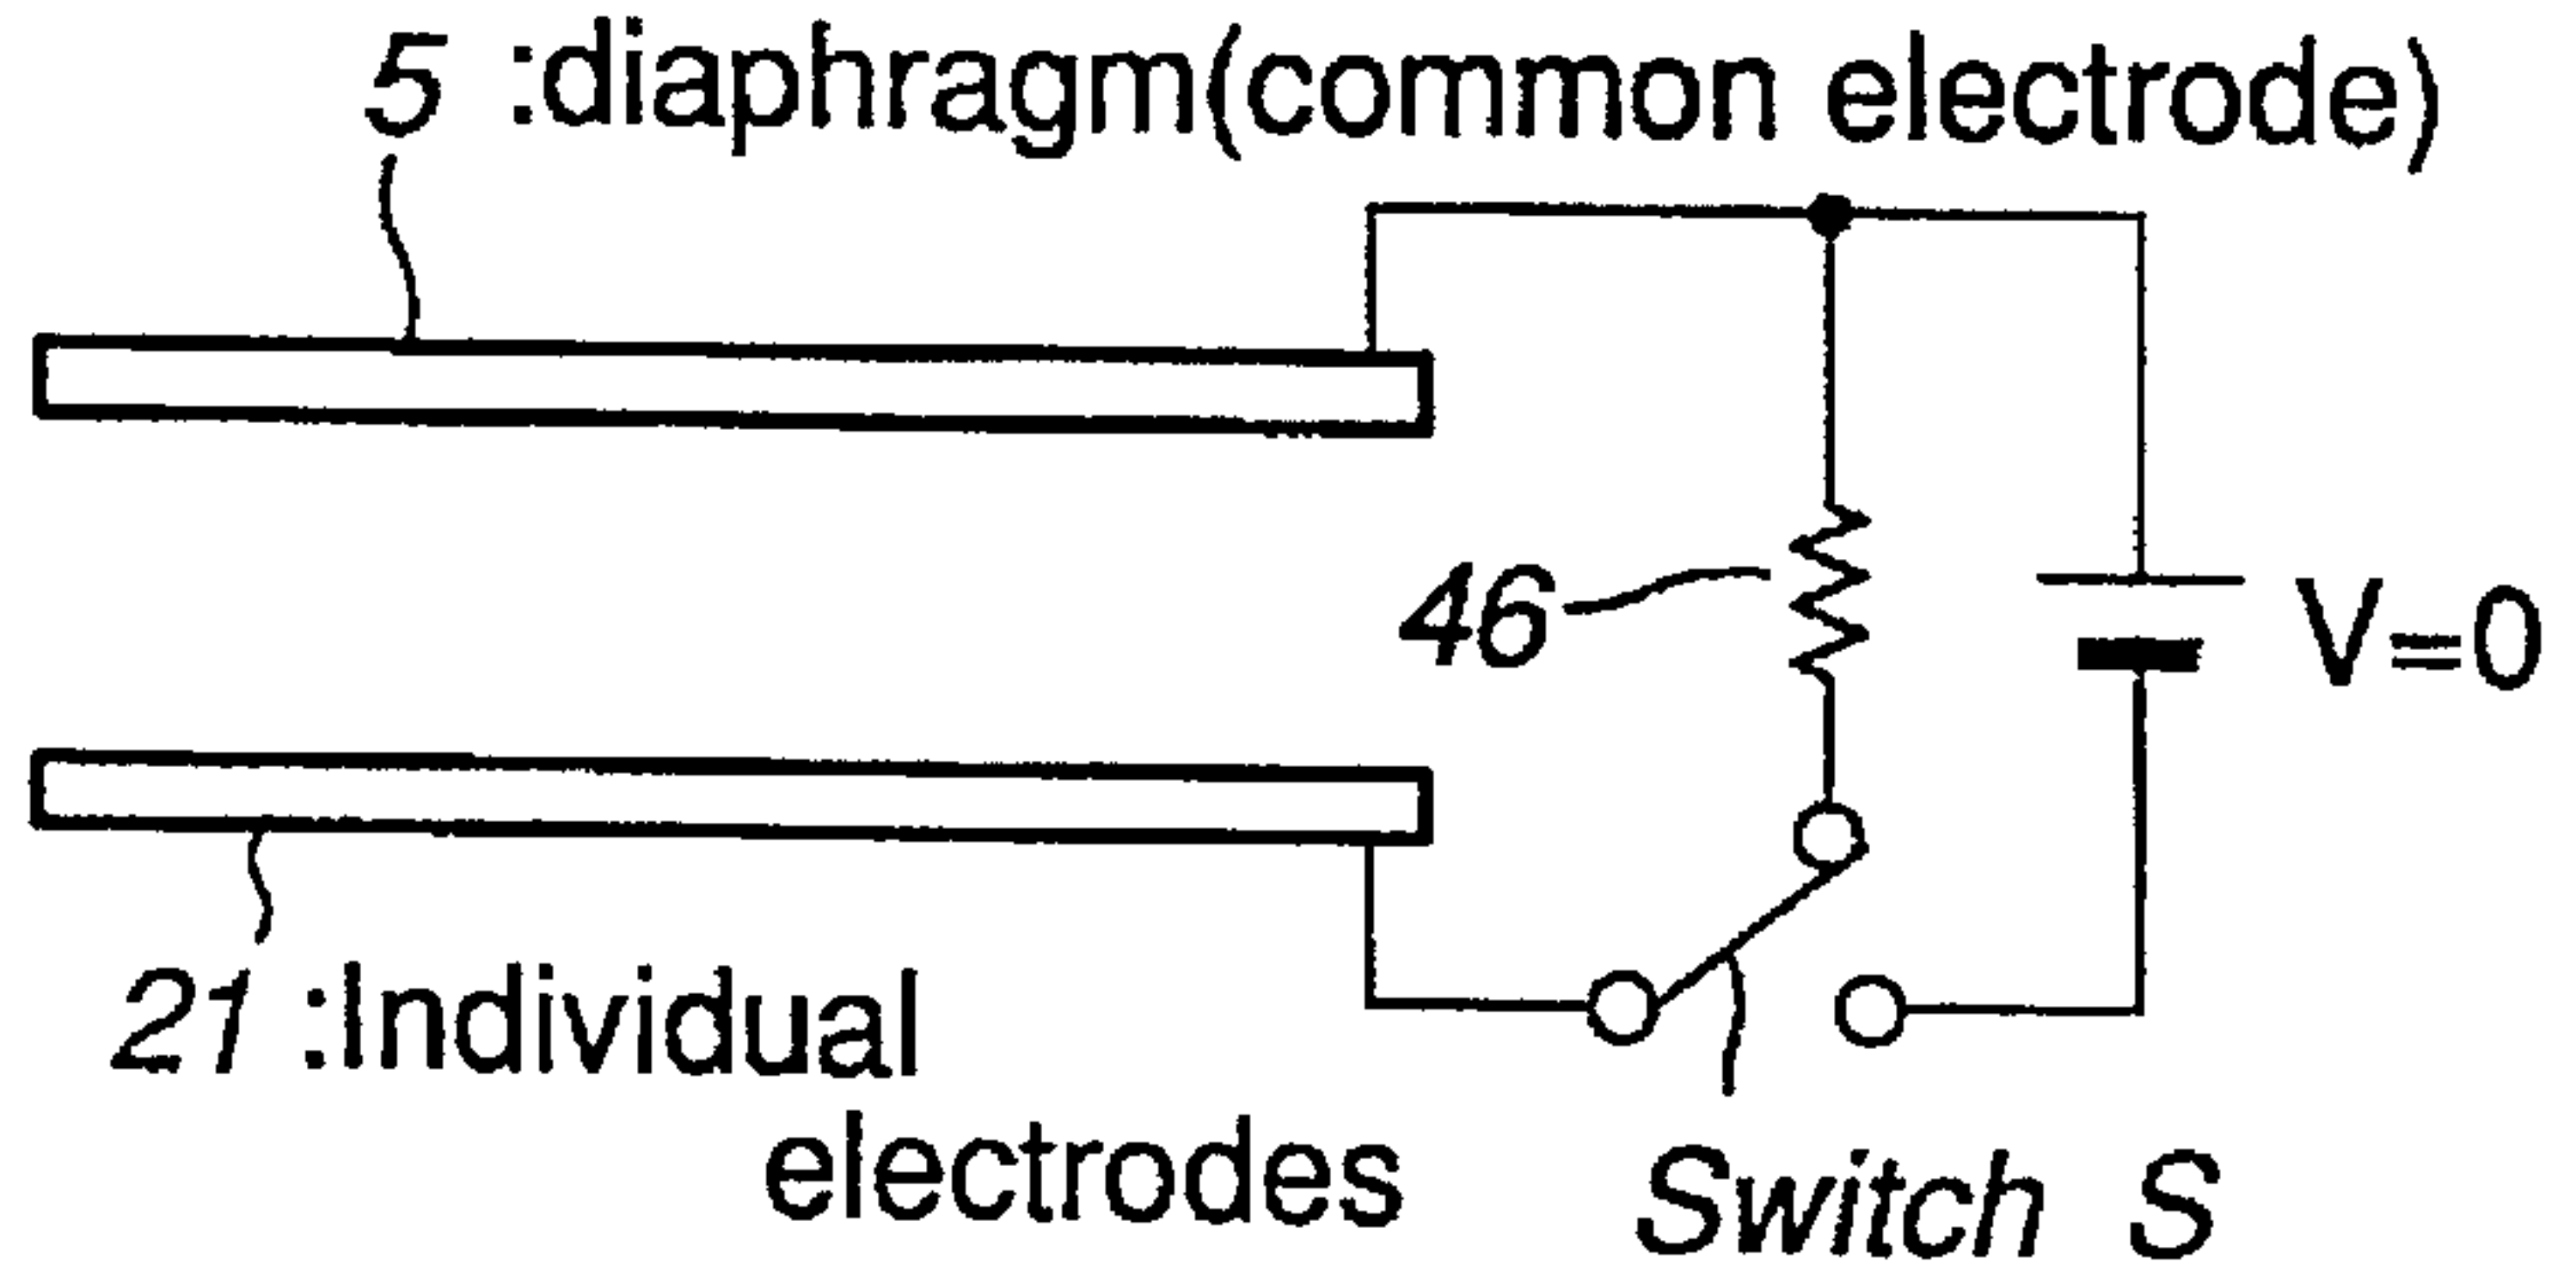 5 :diaphragm(common electrode)
46
V=0
21 :Individual
electrodes
Switch S